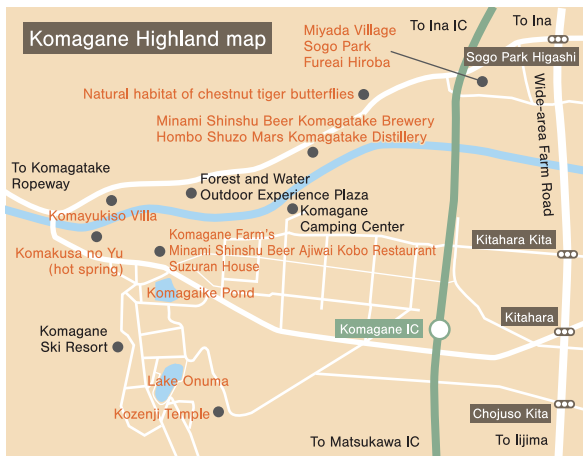 Komagane Highland map
To Ina IC
To Ina
Miyada Village
Sogo Park
Fureai Hiroba
Sogo Park Higashi
Natural habitat of chestnut tiger butterflies
Wide-area Farm Road
Minami Shinshu Beer Komagatake Brewery
Hombo Shuzo Mars Komagatake Distillery
To Komagatake
Ropeway
Forest and Water
Outdoor Experience Plaza
Komayukiso Villa
Komagane
Camping Center
Komakusa no Yu
(hot spring)
Komagane Farm's
Minami Shinshu Beer Ajiwai Kobo Restaurant
Suzuran House
Kitahara Kita
Komagaike Pond
Komagane IC
Kitahara
Komagane
Ski Resort
Lake Onuma
Kozenji Temple
Chojuso Kita
To Matsukawa IC
To Iijima